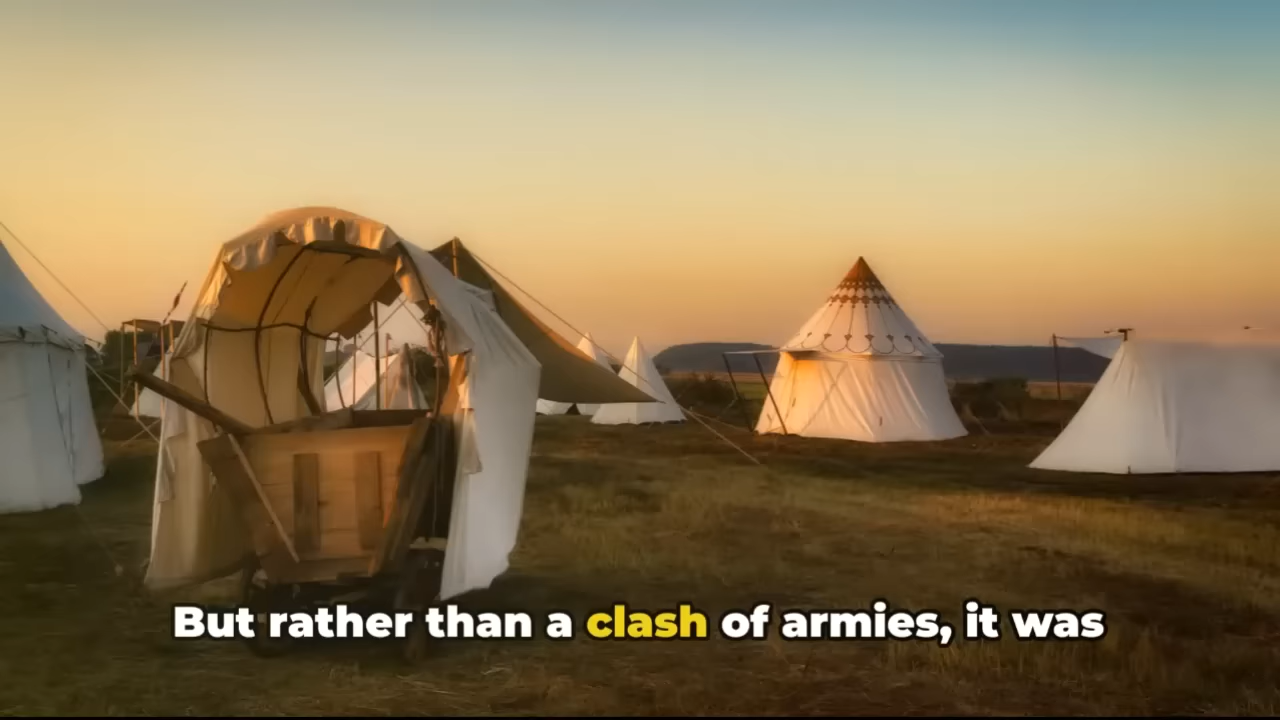 But rather than a clash of armies, it was